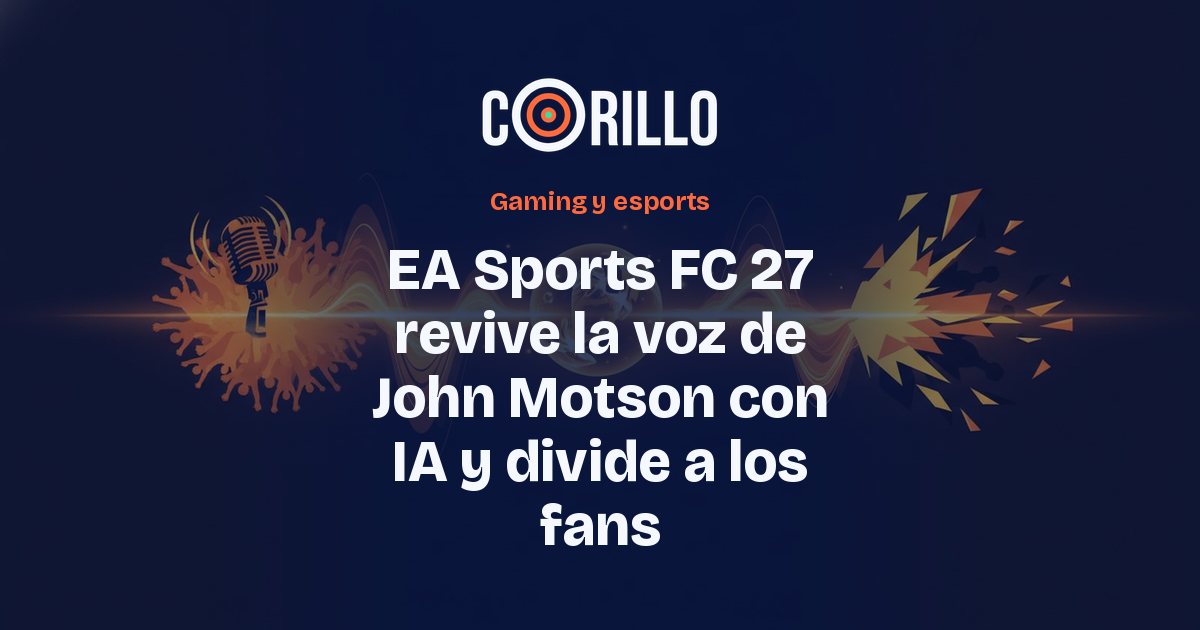 CORILLO
Gaming y esports
EA Sports FC 27
revive la voz de
John Motson con
IA y divide a los
fans